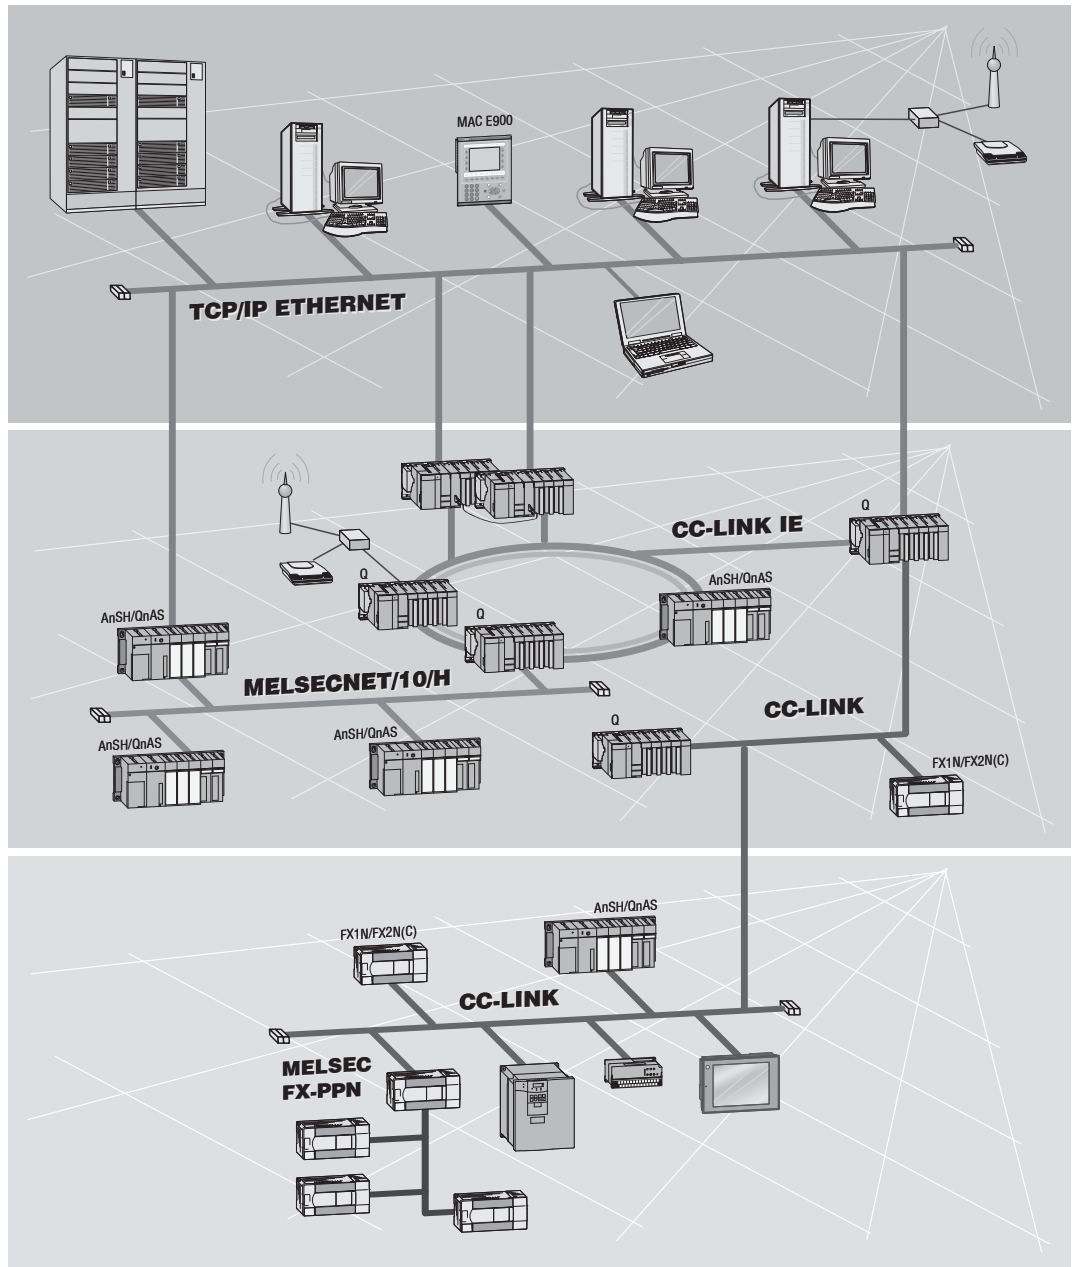 MAC E900
TCP/IP ETHERNET
Q
CC-LINK IE
Q
AnSH/QnAS
Q
AnSH/QnAS
MELSECNET/10/H
CC-LINK
Q
AnSH/QnAS
AnSH/QnAS
FX1N/FX2N(C)
AnSH/QnAS
FX1N/FX2N(C)
CC-LINK
MELSEC
FX-PPN